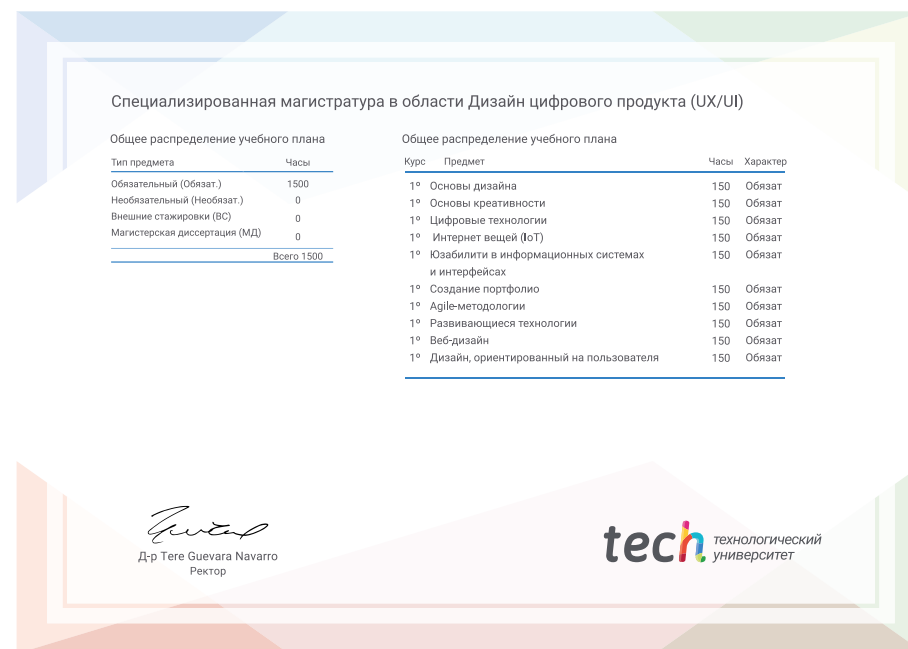 Специализированная магистратура в области Дизайн цифрового продукта (UX/UI)
Общее распределение учебного плана
Тип предмета Часы
Обязательный (Обязат.) 1500
Необязательный (Необязат.) 0
Внешние стажировки (ВС) 0
Магистерская диссертация (МД) 0
Всего 1500
Общее распределение учебного плана
Курс Предмет Часы Характер
1º Основы дизайна 150 Обязат
1º Основы креативности 150 Обязат
1º Цифровые технологии 150 Обязат
1º Интернет вещей (IoT) 150 Обязат
1º Юзабилити в информационных системах 150 Обязат
и интерфейсах
1º Создание портфолио 150 Обязат
1º Agile-методологии 150 Обязат
1º Развивающиеся технологии 150 Обязат
1º Веб-дизайн 150 Обязат
1º Дизайн, ориентированный на пользователя 150 Обязат
Д-р Tere Guevara Navarro
Ректор
tech технологический
университет